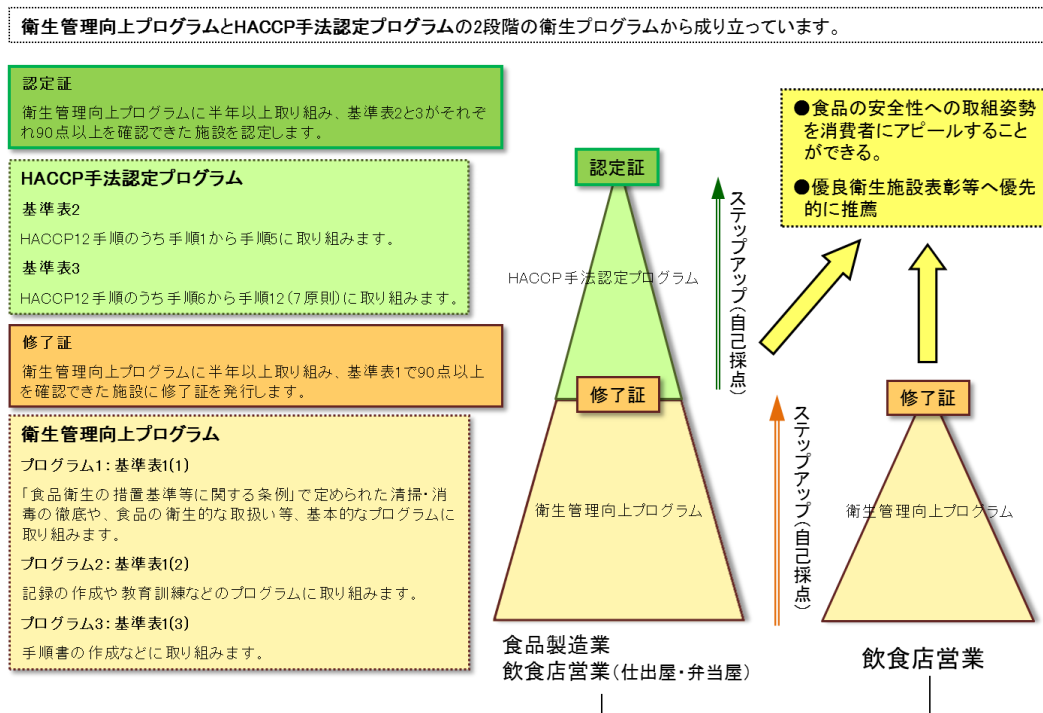 衛生管理向上プログラムとHACCP手法認定プログラムの2段階の衛生プログラムから成り立っています。
認定証
衛生管理向上プログラムに半年以上取り組み、基準表2と3がそれぞ
れ90点以上を確認できた施設を認定します。
HACCP手法認定プログラム
基準表2
HACCP12手順のうち手順1から手順5に取り組みます。
基準表3
HACCP12手順のうち手順6から手順12(7原則)に取り組みます。
修了証
衛生管理向上プログラムに半年以上取り組み、基準表1で90点以上
を確認できた施設に修了証を発行します。
衛生管理向上プログラム
プログラム1:基準表1(1)
「食品衛生の措置基準等に関する条例」で定められた清掃・消
毒の徹底や、食品の衛生的な取扱い等、基本的なプログラムに
取り組みます。
プログラム2:基準表1(2)
記録の作成や教育訓練などのプログラムに取り組みます。
プログラム3:基準表1(3)
手順書の作成などに取り組みます。
認定証
HACCP手法認定プログラム
修了証
衛生管理向上プログラム
食品製造業
飲食店営業(仕出屋・弁当屋)
ステップアップ(自己採点)
ステップアップ(自己採点)
●食品の安全性への取組姿勢
を消費者にアピールすること
ができる。
●優良衛生施設表彰等へ優先
的に推薦
修了証
衛生管理向上プログラム
飲食店営業